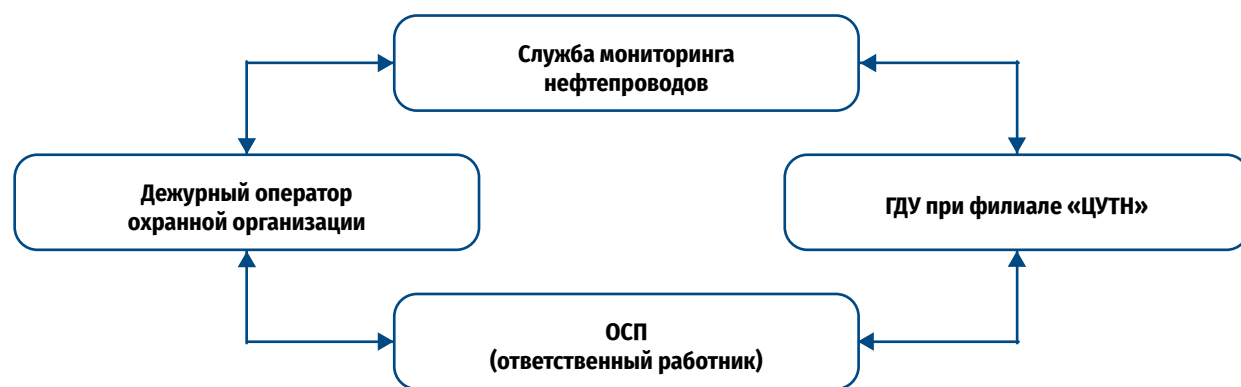 Служба мониторинга
нефтепроводов
Дежурный оператор
охранной организации
ГДУ при филиале «ЦУТН»
ОСП
(ответственный работник)